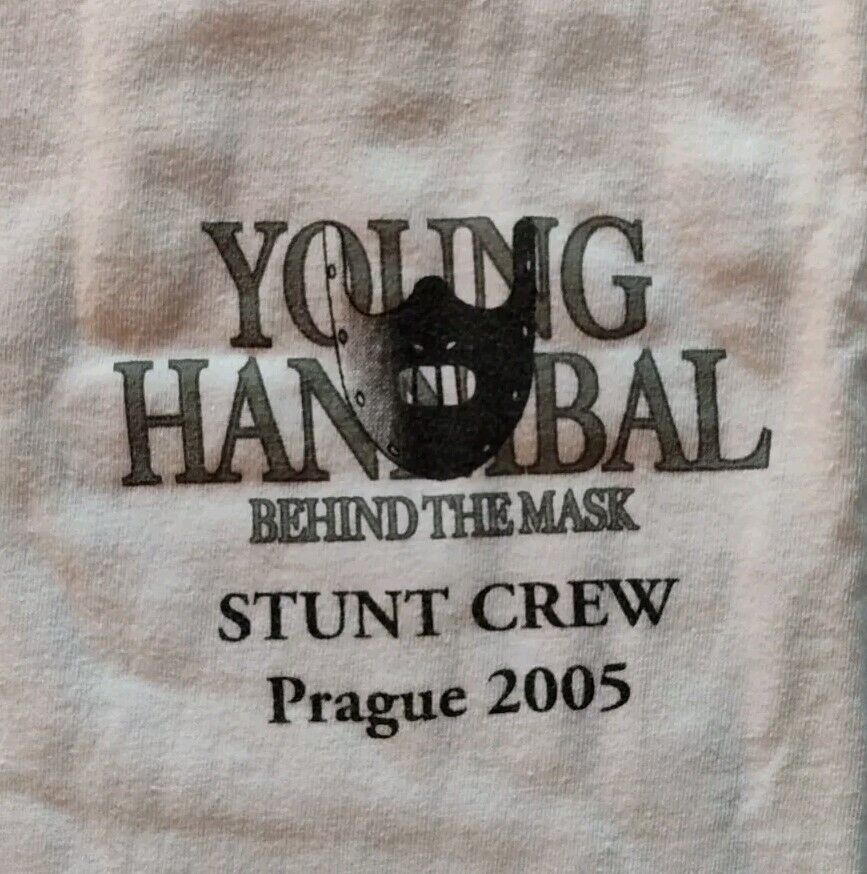 YOUNG
HANNIBAL
BEHIND THE MASK
STUNT CREW
Prague 2005